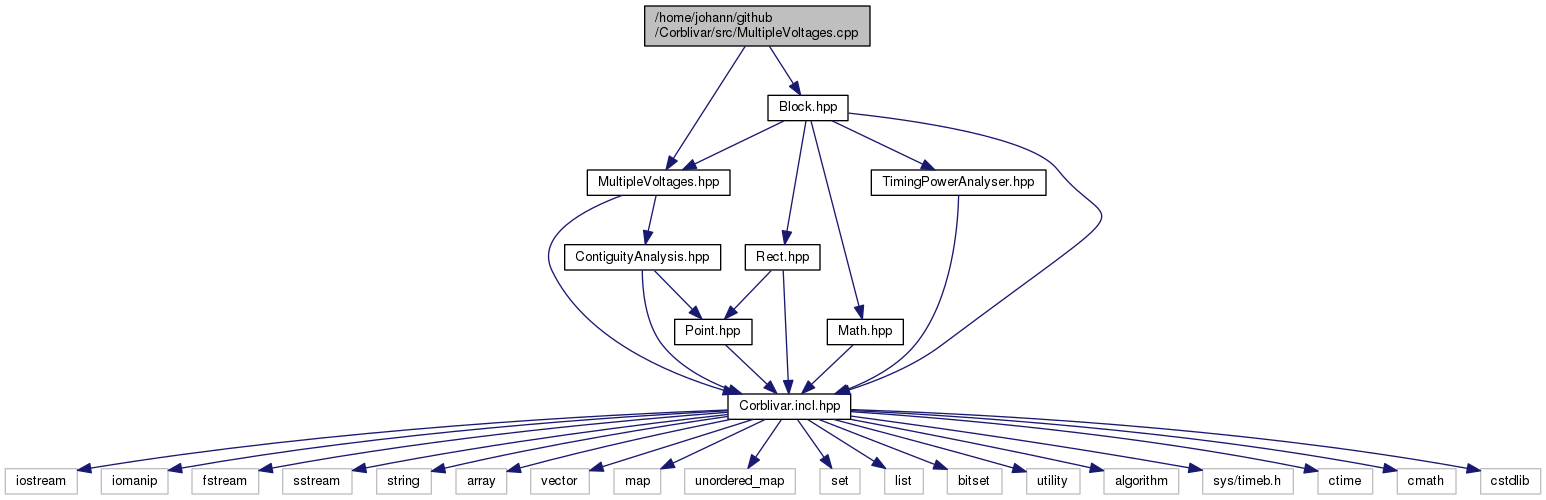 /home/johann/github
/Corblivar/src/MultipleVoltages.cpp
Block.hpp
MultipleVoltages.hpp
TimingPowerAnalyser.hpp
ContiguityAnalysis.hpp
Rect.hpp
Point.hpp
Math.hpp
Corblivar.incl.hpp
iostream
iomanip
fstream
sstream
string
array
vector
map
unordered_map
set
list
bitset
utility
algorithm
sys/timeb.h
ctime
cmath
cstdlib